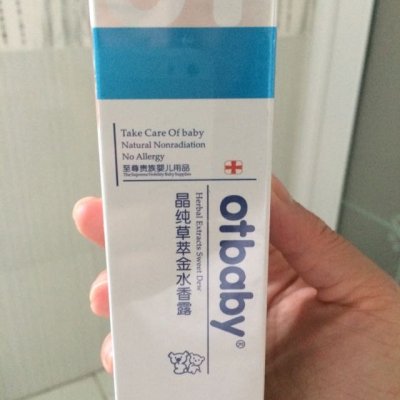 Take Care Of baby
Natural Nonradiation
No Allergy
至尊贵族婴儿用品
The Supreme Nobility Baby Supplies
otbaby®
Herbal Extracts Sweet Dew
晶纯草萃金水香露